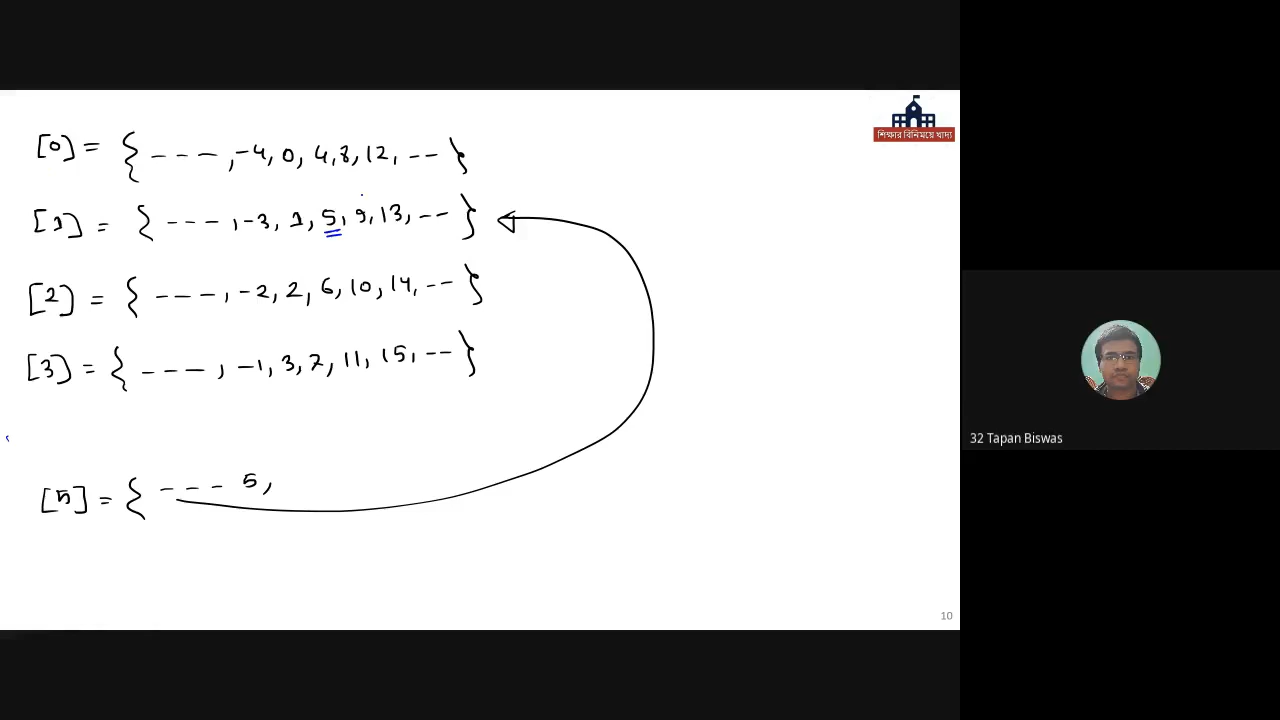 [0] = { - - - , -4, 0, 4, 8, 12, - - }
শিক্ষার বিনিময়ে খাদ্য
[1] = { - - - , -3, 1, 5, 9, 13, - - }
[2] = { - - - , -2, 2, 6, 10, 14, - - }
[3] = { - - - , -1, 3, 7, 11, 15, - - }
32 Tapan Biswas
[5] = { - - - 5,
10